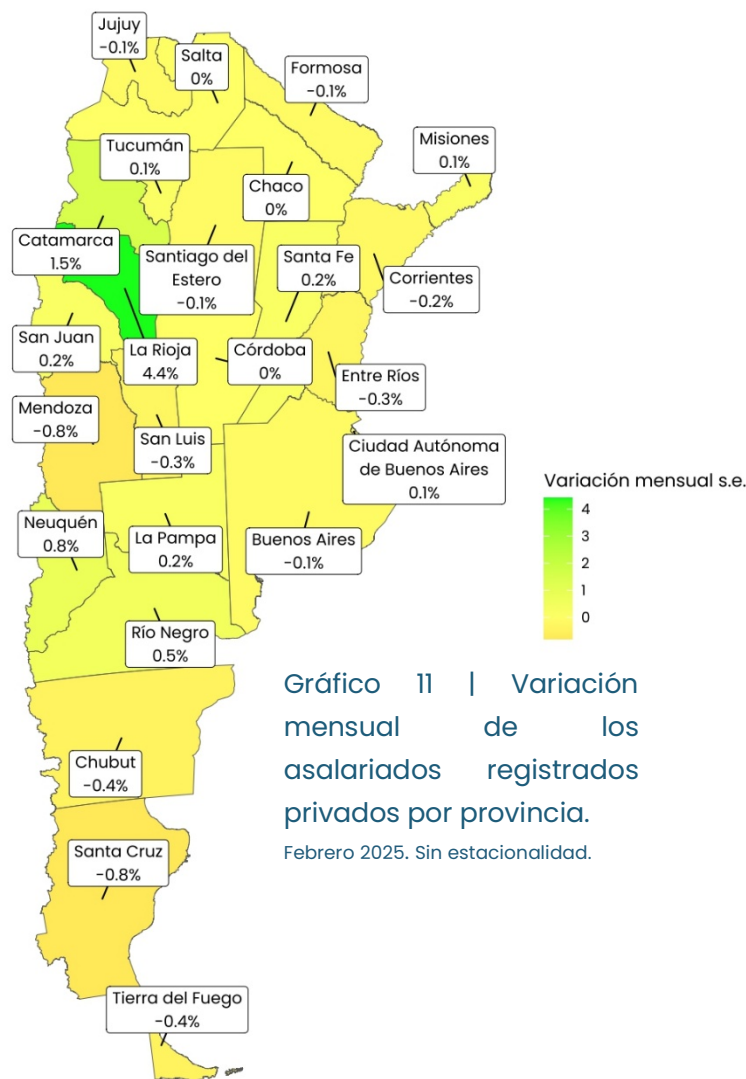 Jujuy
-0.1%
Salta
0%
Formosa
-0.1%
Misiones
0.1%
Tucumán
0.1%
Chaco
0%
Catamarca
1.5%
Santiago del
Estero
-0.1%
Santa Fe
0.2%
Corrientes
-0.2%
San Juan
0.2%
La Rioja
4.4%
Córdoba
0%
Entre Ríos
-0.3%
Mendoza
-0.8%
San Luis
-0.3%
Ciudad Autónoma
de Buenos Aires
0.1%
Neuquén
0.8%
La Pampa
0.2%
Buenos Aires
-0.1%
Variación mensual s.e.
4
3
2
1
0
Río Negro
0.5%
Gráfico 11 | Variación
mensual de los
asalariados registrados
privados por provincia.
Febrero 2025. Sin estacionalidad.
Chubut
-0.4%
Santa Cruz
-0.8%
Tierra del Fuego
-0.4%